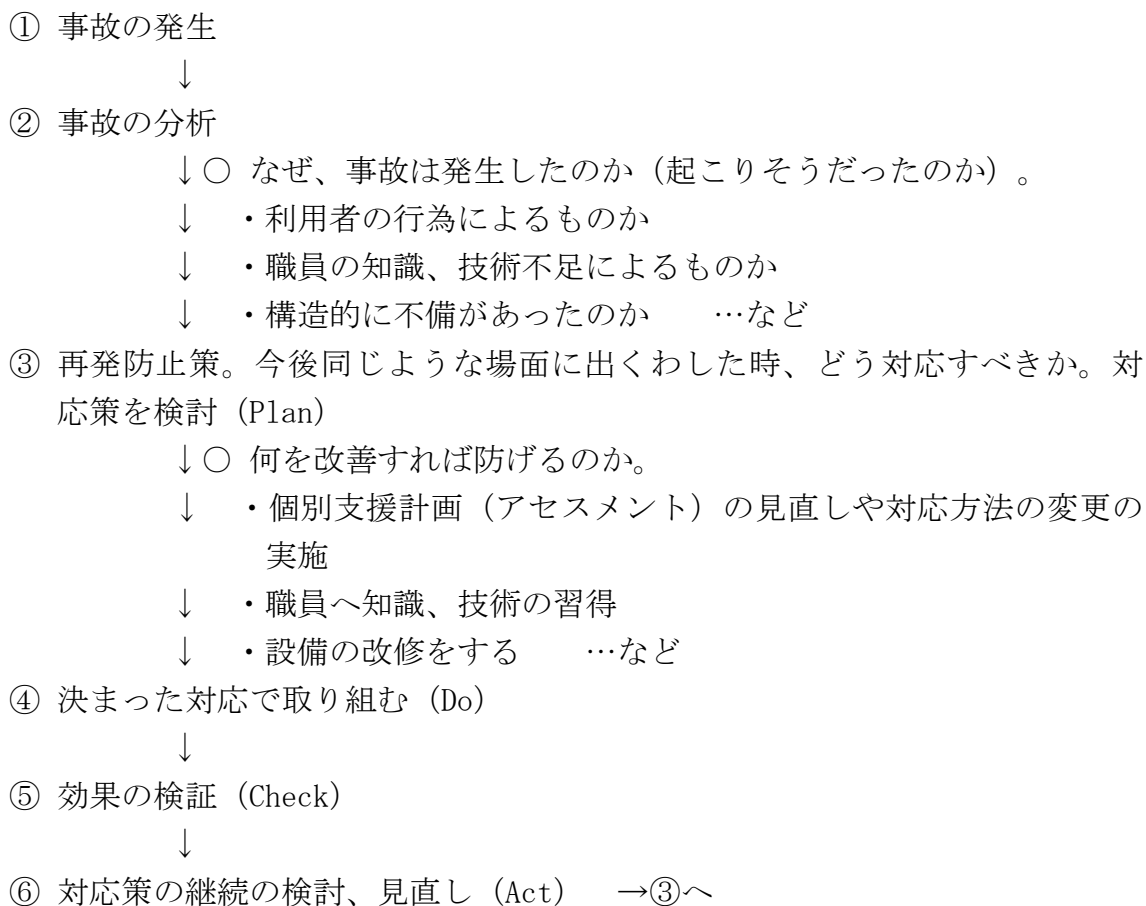 ① 事故の発生
↓
② 事故の分析
↓○ なぜ、事故は発生したのか（起こりそうだったのか）。
↓ ・利用者の行為によるものか
↓ ・職員の知識、技術不足によるものか
↓ ・構造的に不備があったのか　　…など
③ 再発防止策。今後同じような場面に出くわした時、どう対応すべきか。対
応策を検討（Plan）
↓○ 何を改善すれば防げるのか。
↓ ・個別支援計画（アセスメント）の見直しや対応方法の変更の
実施
↓ ・職員へ知識、技術の習得
↓ ・設備の改修をする　　…など
④ 決まった対応で取り組む（Do）
↓
⑤ 効果の検証（Check）
↓
⑥ 対応策の継続の検討、見直し（Act）　→③へ